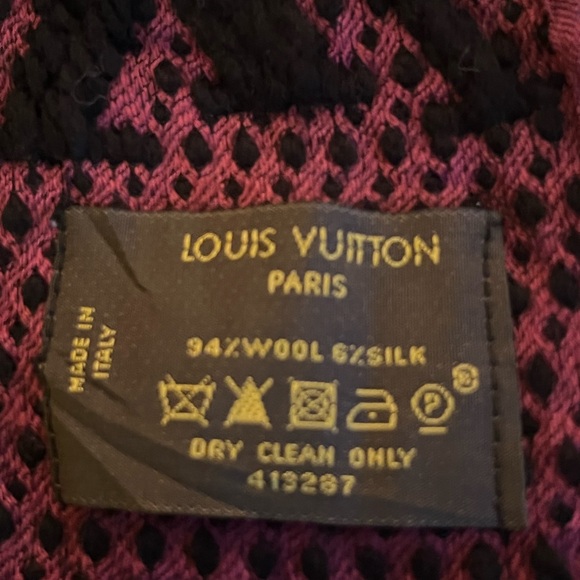 LOUIS VUITTON
PARIS
MADE IN
ITALY
94%WOOL 6%SILK
P
®
DRY CLEAN ONLY
413287